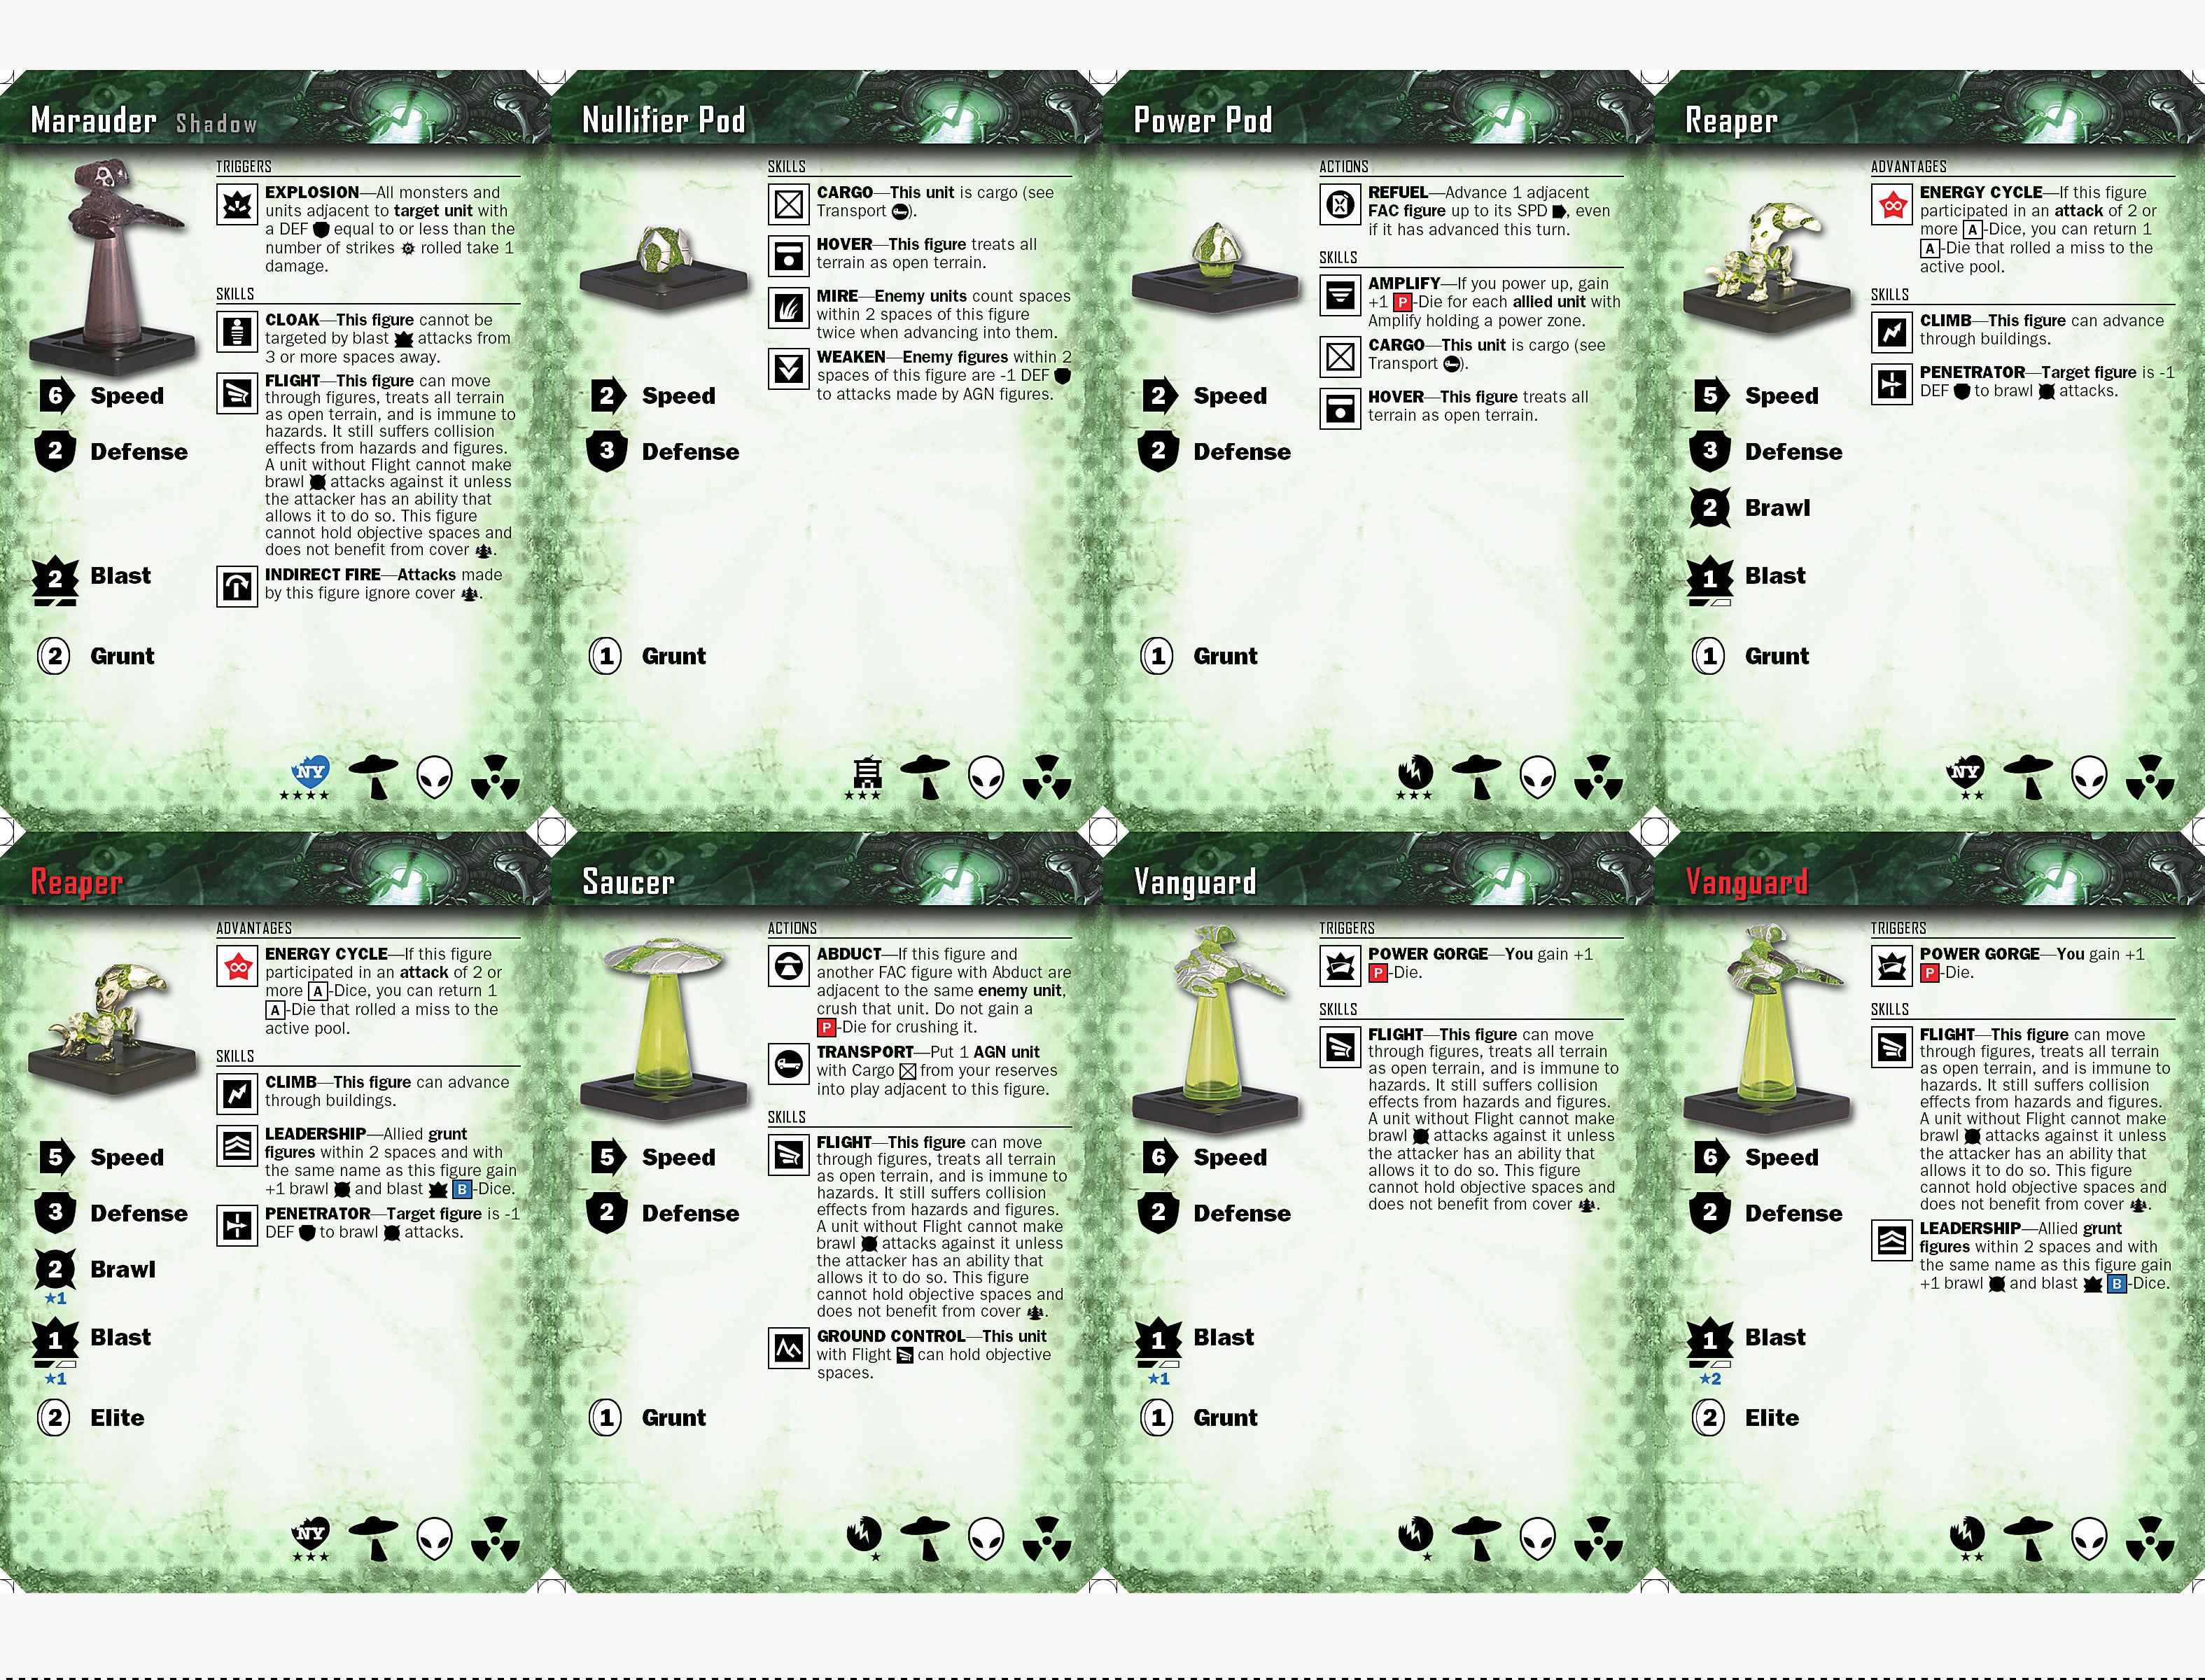 Marauder Shadow
TRIGGERS
EXPLOSION—All monsters and
units adjacent to target unit with
a DEF equal to or less than the
number of strikes rolled take 1
damage.
SKILLS
CLOAK—This figure cannot be
targeted by blast attacks from
3 or more spaces away.
FLIGHT—This figure can move
through figures, treats all terrain
as open terrain, and is immune to
hazards. It still suffers collision
effects from hazards and figures.
A unit without Flight cannot make
brawl attacks against it unless
the attacker has an ability that
allows it to do so. This figure
cannot hold objective spaces and
does not benefit from cover .
INDIRECT FIRE—Attacks made
by this figure ignore cover .
6 Speed
2 Defense
2 Blast
2 Grunt
NY
Nullifier Pod
SKILLS
CARGO—This unit is cargo (see
Transport ).
HOVER—This figure treats all
terrain as open terrain.
MIRE—Enemy units count spaces
within 2 spaces of this figure
twice when advancing into them.
WEAKEN—Enemy figures within 2
spaces of this figure are -1 DEF
to attacks made by AGN figures.
2 Speed
3 Defense
1 Grunt
Power Pod
ACTIONS
REFUEL—Advance 1 adjacent
FAC figure up to its SPD , even
if it has advanced this turn.
SKILLS
AMPLIFY—If you power up, gain
+1 P-Die for each allied unit with
Amplify holding a power zone.
CARGO—This unit is cargo (see
Transport ).
HOVER—This figure treats all
terrain as open terrain.
2 Speed
2 Defense
1 Grunt
Reaper
ADVANTAGES
ENERGY CYCLE—If this figure
participated in an attack of 2 or
more A-Dice, you can return 1
A-Die that rolled a miss to the
active pool.
SKILLS
CLIMB—This figure can advance
through buildings.
PENETRATOR—Target figure is -1
DEF to brawl attacks.
5 Speed
3 Defense
2 Brawl
1 Blast
1 Grunt
NY
Reaper
ADVANTAGES
ENERGY CYCLE—If this figure
participated in an attack of 2 or
more A-Dice, you can return 1
A-Die that rolled a miss to the
active pool.
SKILLS
CLIMB—This figure can advance
through buildings.
LEADERSHIP—Allied grunt
figures within 2 spaces and with
the same name as this figure gain
+1 brawl and blast B-Dice.
PENETRATOR—Target figure is -1
DEF to brawl attacks.
5 Speed
3 Defense
2 Brawl
★1
1 Blast
★1
2 Elite
NY
Saucer
ACTIONS
ABDUCT—If this figure and
another FAC figure with Abduct are
adjacent to the same enemy unit,
crush that unit. Do not gain a
P-Die for crushing it.
TRANSPORT—Put 1 AGN unit
with Cargo from your reserves
into play adjacent to this figure.
SKILLS
FLIGHT—This figure can move
through figures, treats all terrain
as open terrain, and is immune to
hazards. It still suffers collision
effects from hazards and figures.
A unit without Flight cannot make
brawl attacks against it unless
the attacker has an ability that
allows it to do so. This figure
cannot hold objective spaces and
does not benefit from cover .
GROUND CONTROL—This unit
with Flight can hold objective
spaces.
5 Speed
2 Defense
1 Grunt
Vanguard
TRIGGERS
POWER GORGE—You gain +1
P-Die.
SKILLS
FLIGHT—This figure can move
through figures, treats all terrain
as open terrain, and is immune to
hazards. It still suffers collision
effects from hazards and figures.
A unit without Flight cannot make
brawl attacks against it unless
the attacker has an ability that
allows it to do so. This figure
cannot hold objective spaces and
does not benefit from cover .
6 Speed
2 Defense
1 Blast
★1
1 Grunt
Vanguard
TRIGGERS
POWER GORGE—You gain +1
P-Die.
SKILLS
FLIGHT—This figure can move
through figures, treats all terrain
as open terrain, and is immune to
hazards. It still suffers collision
effects from hazards and figures.
A unit without Flight cannot make
brawl attacks against it unless
the attacker has an ability that
allows it to do so. This figure
cannot hold objective spaces and
does not benefit from cover .
LEADERSHIP—Allied grunt
figures within 2 spaces and with
the same name as this figure gain
+1 brawl and blast B-Dice.
6 Speed
2 Defense
1 Blast
★2
2 Elite